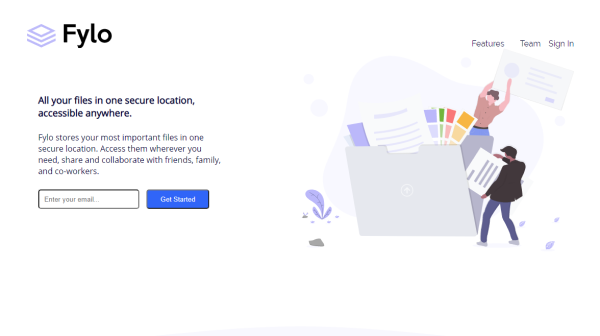 Fylo
Features Team Sign In
All your files in one secure location,
accessible anywhere.
Fylo stores your most important files in one
secure location. Access them wherever you
need, share and collaborate with friends, family,
and co-workers.
Enter your email... Get Started